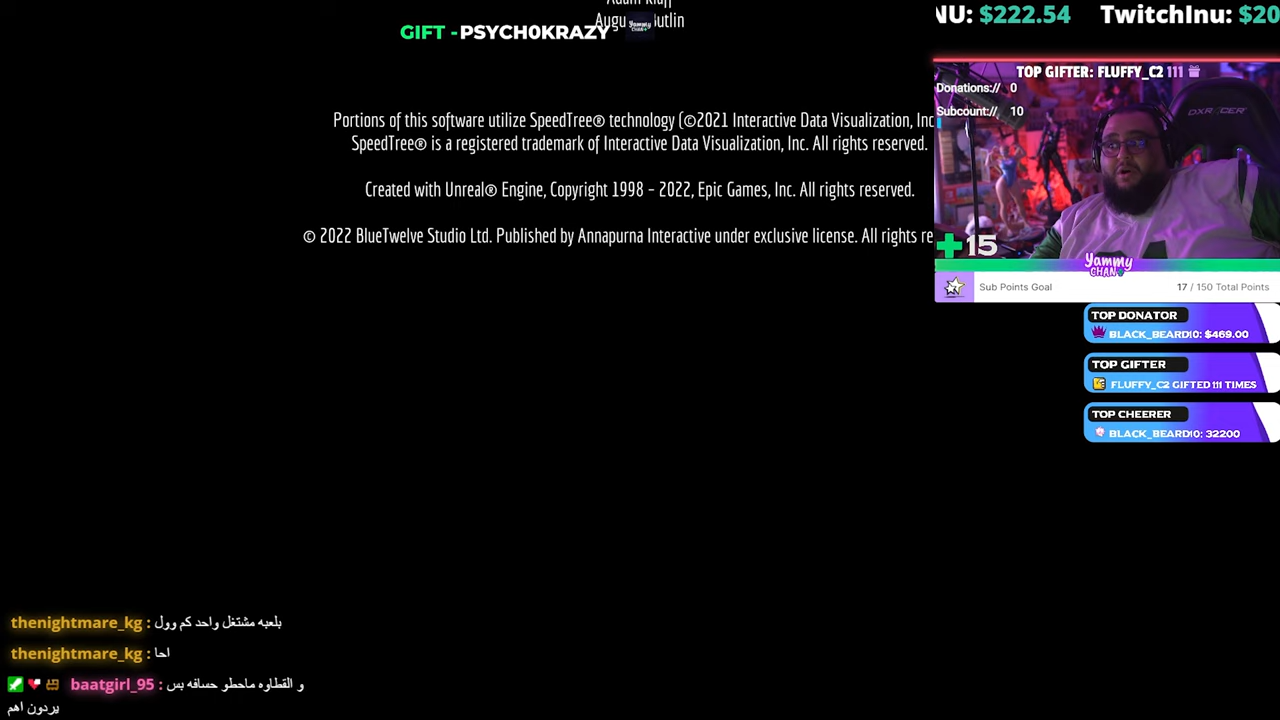 GIFT - PSYCH0KRAZY
NU: $222.54 TwitchInu: $20
TOP GIFTER: FLUFFY_C2 111
Donations:// 0
Subcount:// 10
DXRACER
+15
Yammy
CHAN
Sub Points Goal 17 / 150 Total Points
TOP DONATOR
BLACK_BEARD10: $469.00
TOP GIFTER
FLUFFY_C2 GIFTED 111 TIMES
TOP CHEERER
BLACK_BEARD10: 32200
Portions of this software utilize SpeedTree® technology (©2021 Interactive Data Visualization, Inc
SpeedTree® is a registered trademark of Interactive Data Visualization, Inc. All rights reserved.
Created with Unreal® Engine, Copyright 1998 – 2022, Epic Games, Inc. All rights reserved.
© 2022 BlueTwelve Studio Ltd. Published by Annapurna Interactive under exclusive license. All rights re
thenightmare_kg : بلعبه مشتغل واحد كم وول
thenightmare_kg : احا
baatgirl_95 : و القطاوه ماحطو حسافه بس
يردون اهم